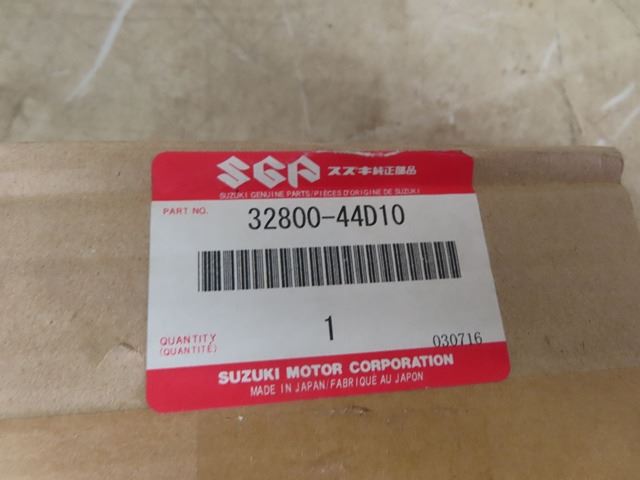 SGP スズキ純正部品
SUZUKI GENUINE PARTS/PIÈCES D'ORIGINE DE SUZUKI
PART NO. 32800-44D10
QUANTITY 1 030716
(QUANTITÉ)
SUZUKI MOTOR CORPORATION
MADE IN JAPAN/FABRIQUÉ AU JAPON